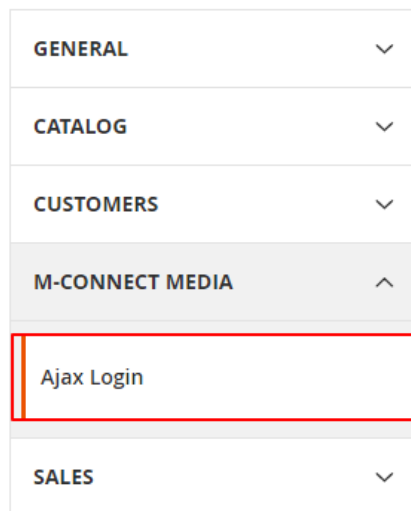 GENERAL
CATALOG
CUSTOMERS
M-CONNECT MEDIA
Ajax Login
SALES